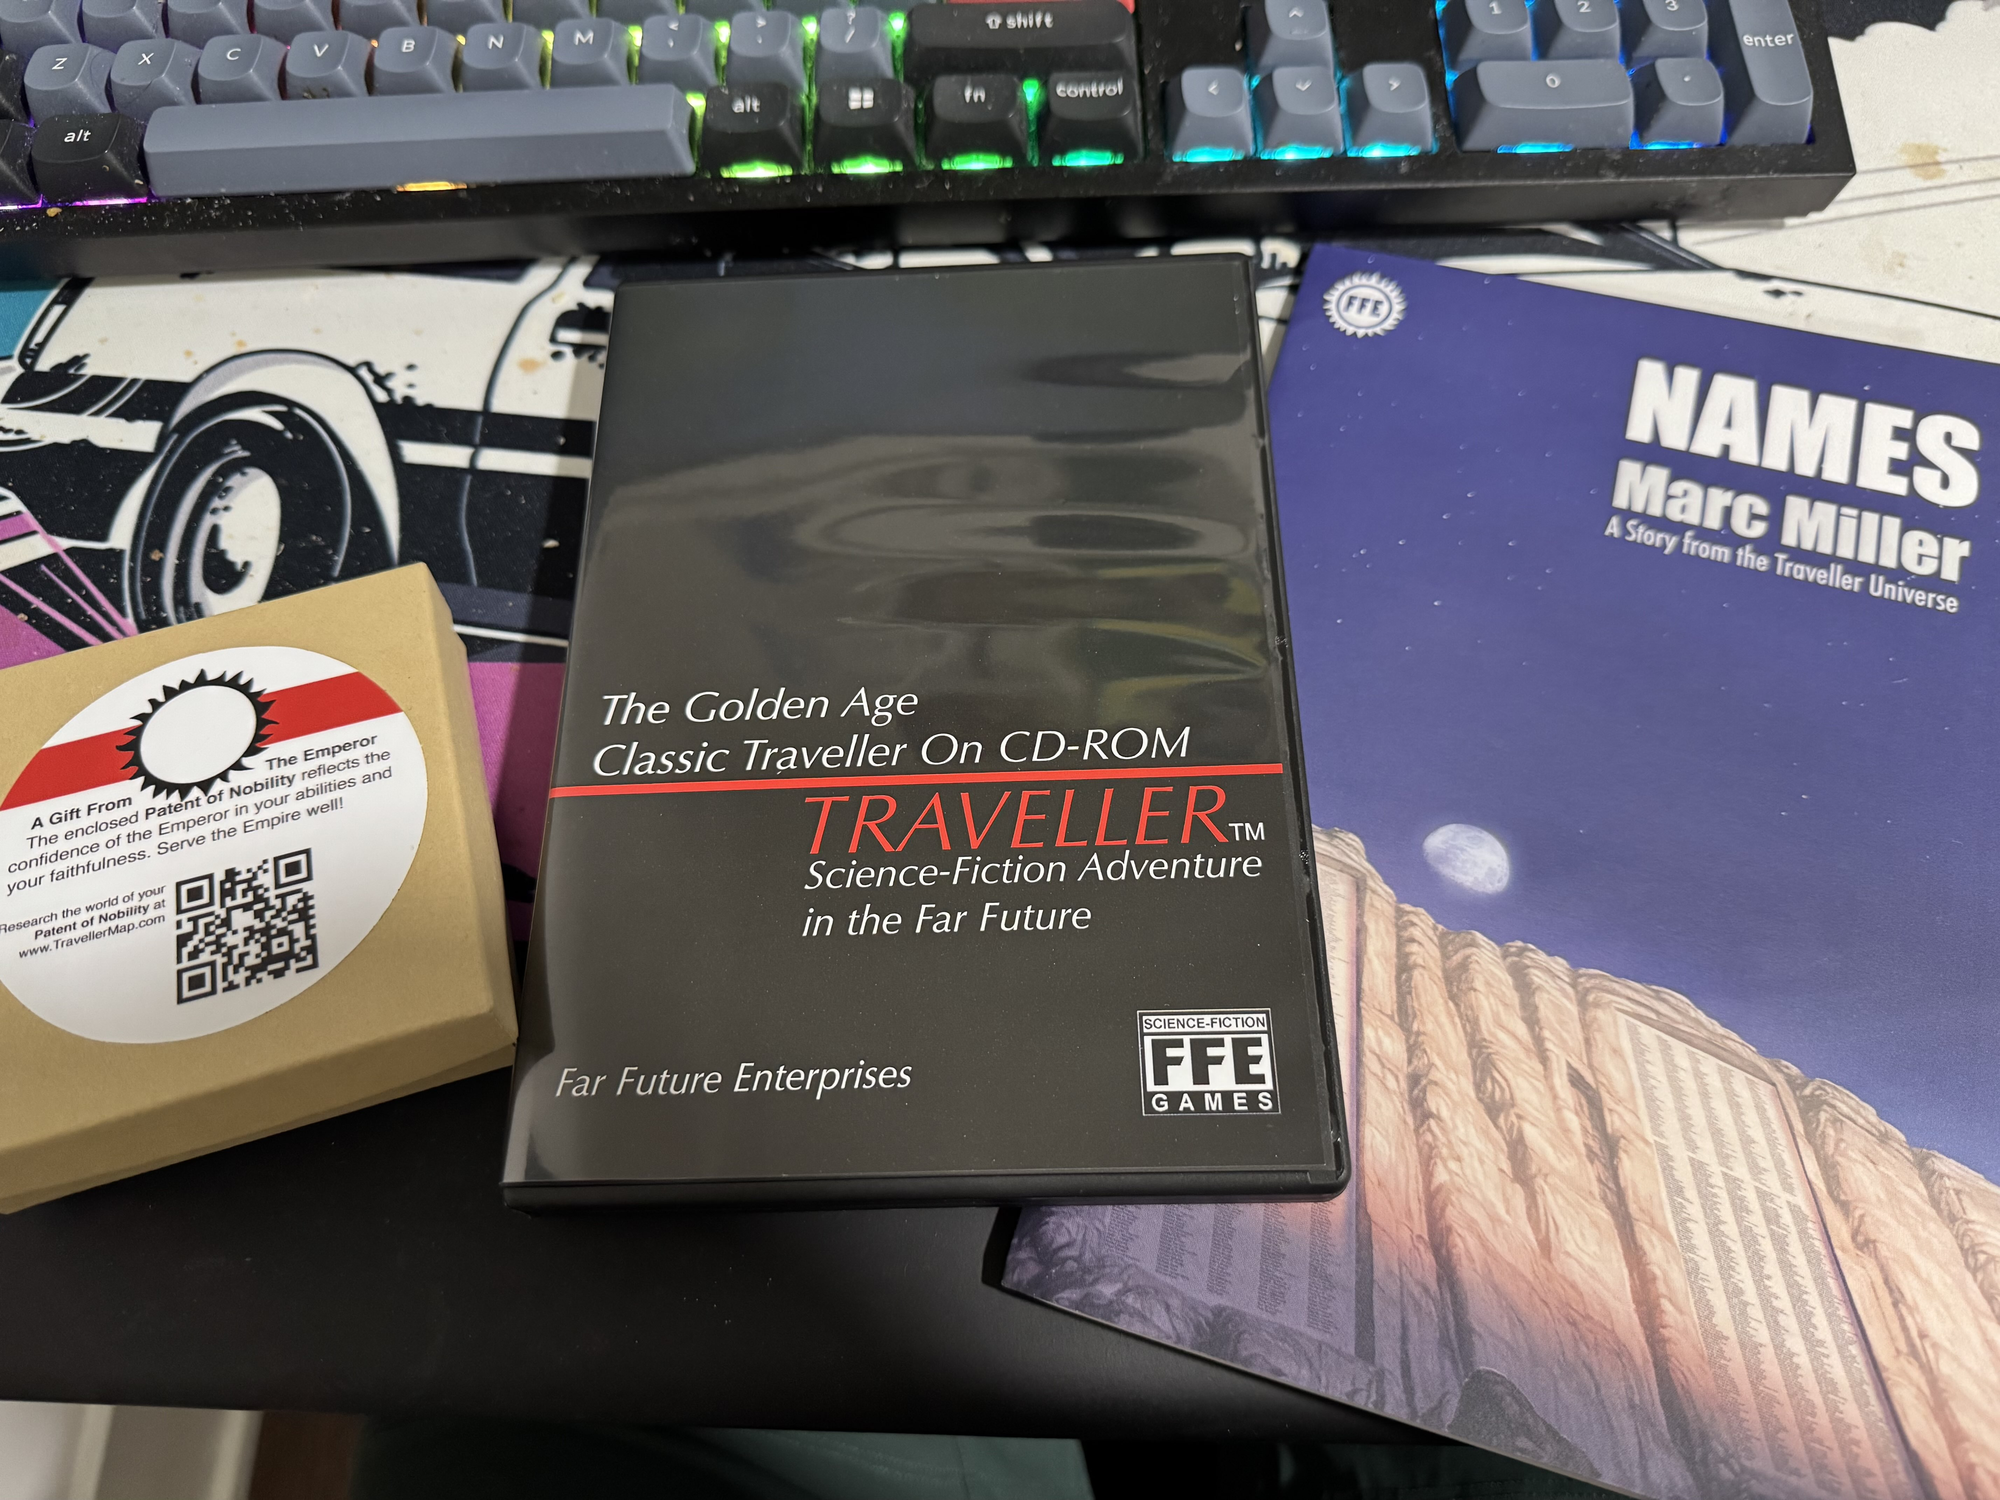 Z X C V B N M < > ? /
shift
1 2 3
enter
alt
alt
fn
control
0
FFE
NAMES
Marc Miller
A Story from the Traveller Universe
The Golden Age
Classic Traveller On CD-ROM
TRAVELLER™
Science-Fiction Adventure
in the Far Future
Far Future Enterprises
SCIENCE-FICTION
FFE
GAMES
A Gift From The Emperor
The enclosed Patent of Nobility reflects the
confidence of the Emperor in your abilities and
your faithfulness. Serve the Empire well!
Research the world of your
Patent of Nobility at
www.TravellerMap.com